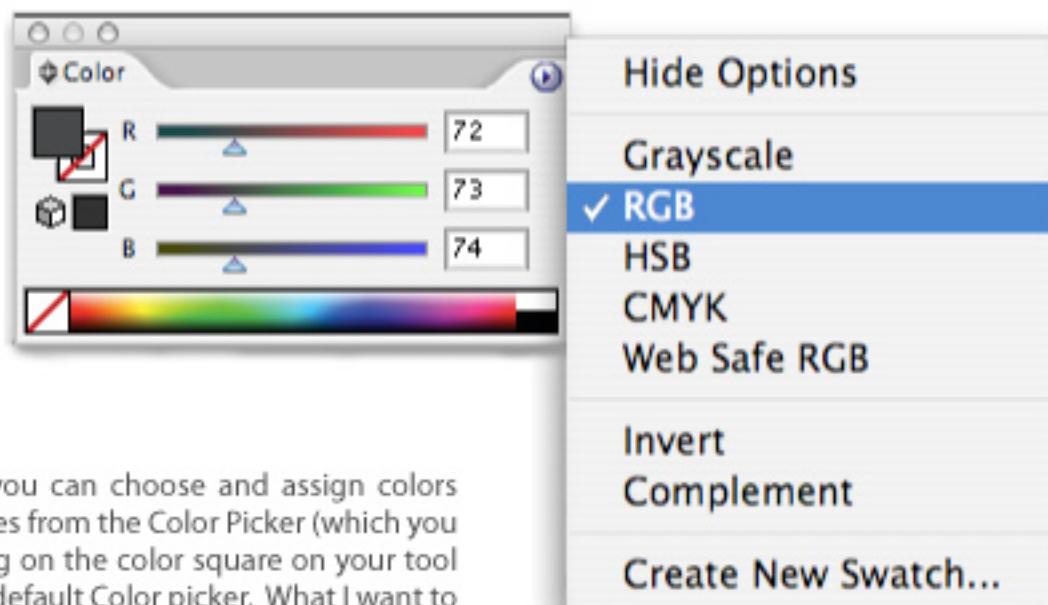 Color
R 72
G 73
B 74
Hide Options
Grayscale
RGB
HSB
CMYK
Web Safe RGB
Invert
Complement
Create New Swatch...
you can choose and assign colors
es from the Color Picker (which you
g on the color square on your tool
default Color picker. What I want to